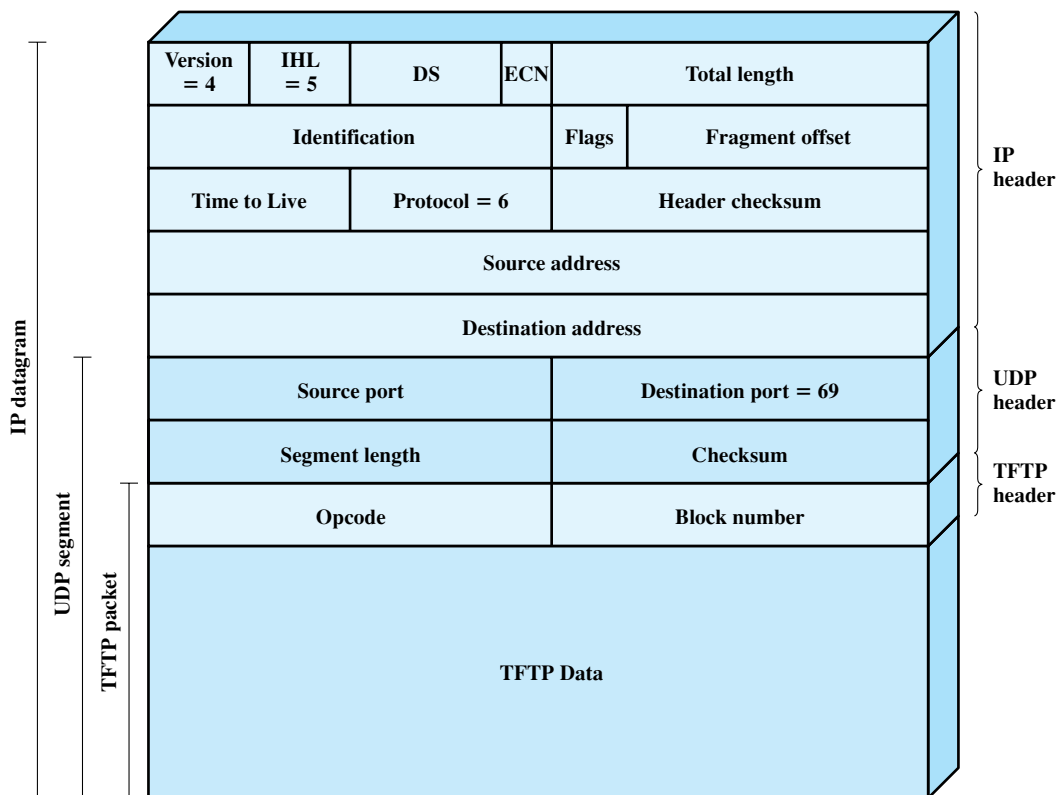 Version
= 4
IHL
= 5
DS
ECN
Total length
Identification
Flags
Fragment offset
Time to Live
Protocol = 6
Header checksum
Source address
Destination address
Source port
Destination port = 69
Segment length
Checksum
Opcode
Block number
TFTP Data
IP datagram
UDP segment
TFTP packet
IP
header
UDP
header
TFTP
header